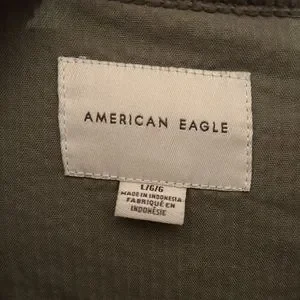 AMERICAN EAGLE
L/G/G
MADE IN INDONESIA
FABRIQUÉ EN
INDONÉSIE